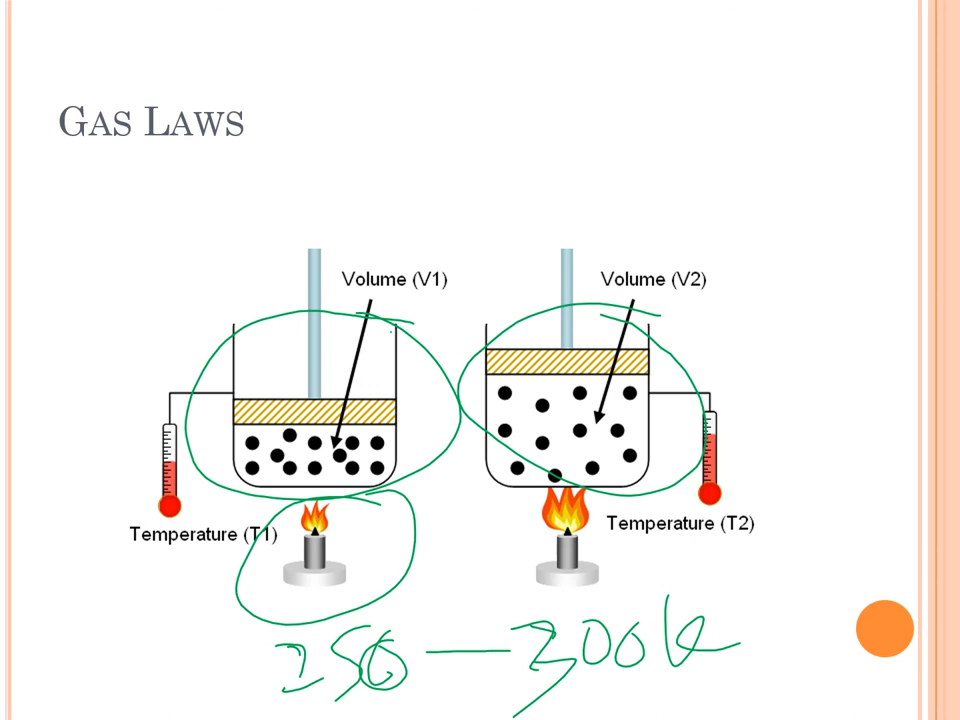 GAS LAWS
Volume (V1)
Volume (V2)
Temperature (T1)
Temperature (T2)
250 — 300k